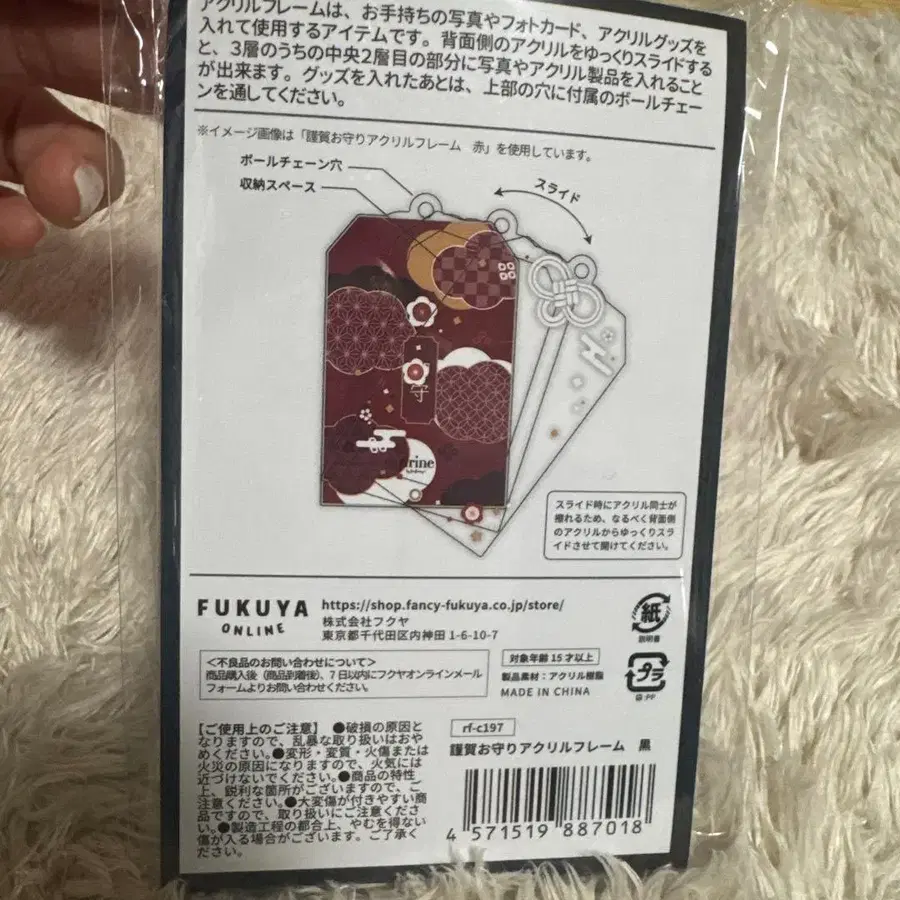 アクリルフレームは、お手持ちの写真やフォトカード、アクリルグッズを
入れて使用するアイテムです。背面側のアクリルをゆっくりスライドする
と、3層のうちの中央2層目の部分に写真やアクリル製品を入れること
が出来ます。グッズを入れたあとは、上部の穴に付属のボールチェー
ンを通してください。
※イメージ画像は「謹賀お守りアクリルフレーム 赤」を使用しています。
ボールチェーン穴
収納スペース
スライド
守
スライド時にアクリル同士が
擦れるため、なるべく背面側
のアクリルからゆっくりスラ
イドさせて開けてください。
FUKUYA
ONLINE
https://shop.fancy-fukuya.co.jp/store/
株式会社フクヤ
東京都千代田区内神田 1-6-10-7
紙
説明書
<不良品のお問い合わせについて>
商品購入後(商品到着後)、7日以内にフクヤオンラインメール
フォームよりお問い合わせください。
対象年齢 15才以上
製品素材:アクリル樹脂
MADE IN CHINA
プラ
袋:PP
【ご使用上のご注意】 ●破損の原因と
なりますので、乱暴な取り扱いはおや
めください。●変形・変質・火傷または
火災の原因になりますので、火気には
近づけないでください。●商品の特性
上、鋭利な箇所がございますので、ご
注意ください。●大変傷が付きやすい商
品ですので、取り扱いにご注意くださ
い。●製造工程の都合上、やむを得ない
傷が入る場合がございます。ご了承く
ださい。
rf-c197
謹賀お守りアクリルフレーム 黒
4 571519 887018